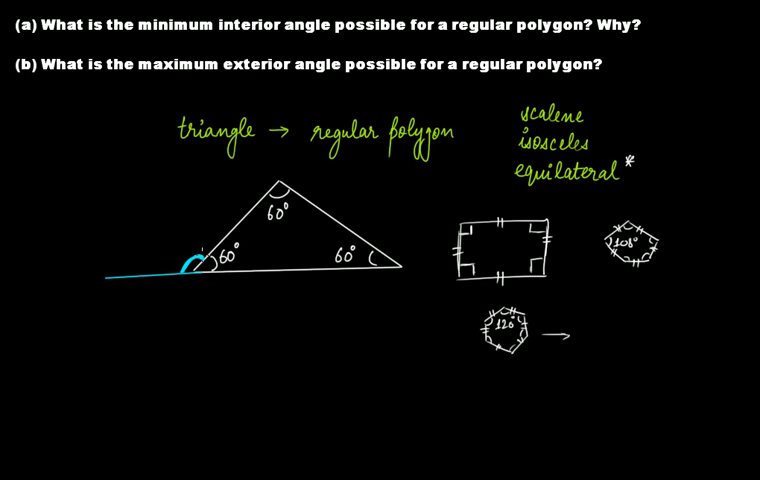 (a) What is the minimum interior angle possible for a regular polygon? Why?
(b) What is the maximum exterior angle possible for a regular polygon?
triangle → regular polygon
scalene
isosceles
equilateral *
60°
60°
60°
108°
120° →